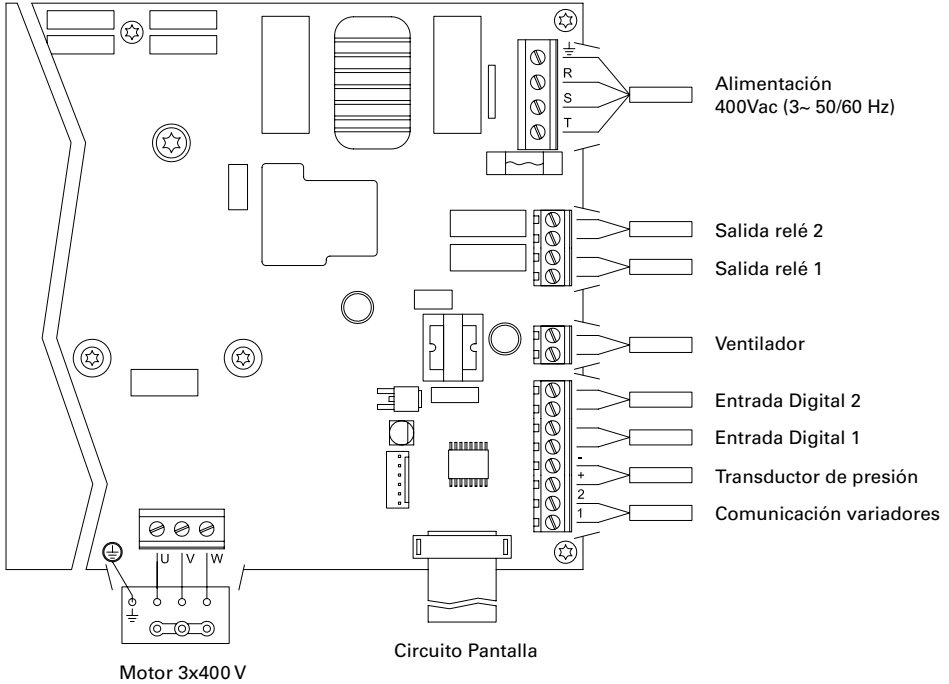 R
S
T
Alimentación
400Vac (3~ 50/60 Hz)
Salida relé 2
Salida relé 1
Ventilador
Entrada Digital 2
Entrada Digital 1
-
+
Transductor de presión
2
1
Comunicación variadores
U V W
Circuito Pantalla
Motor 3x400 V